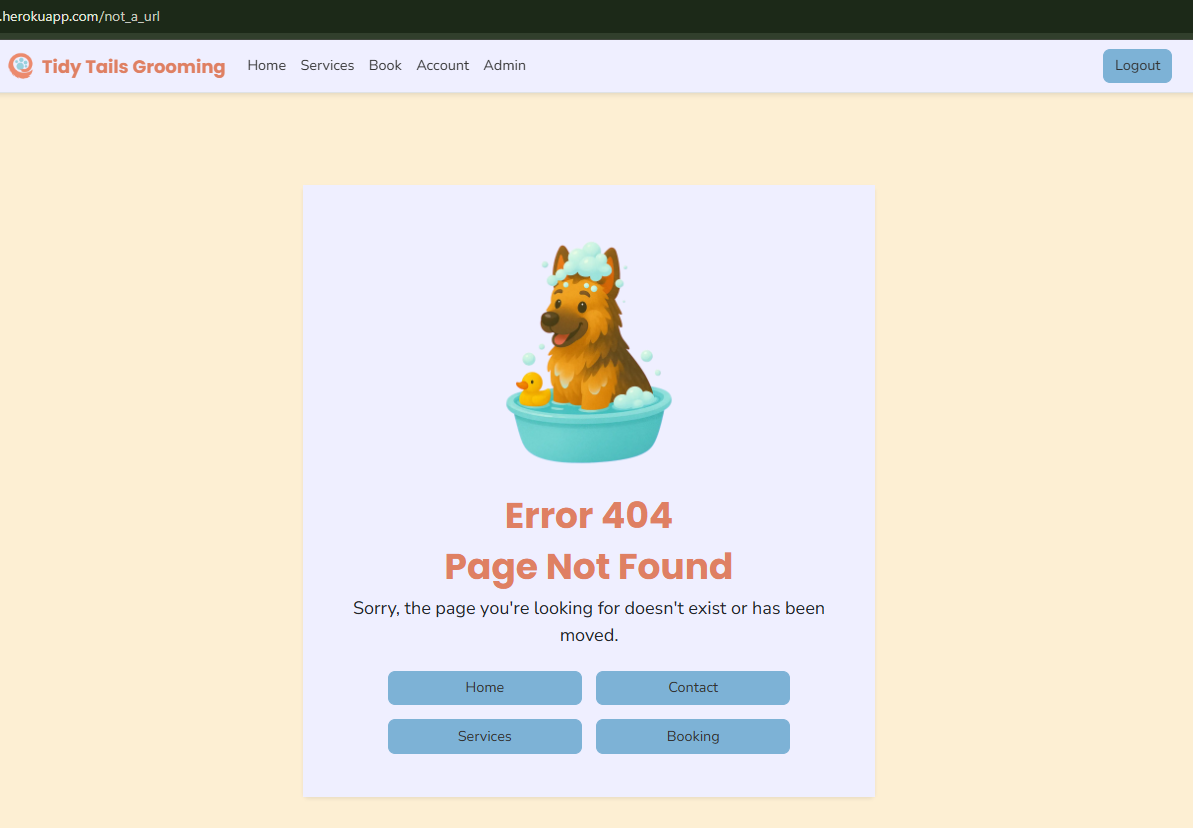 .herokuapp.com/not_a_url
Tidy Tails Grooming Home Services Book Account Admin Logout
Error 404
Page Not Found
Sorry, the page you're looking for doesn't exist or has been
moved.
Home Contact
Services Booking